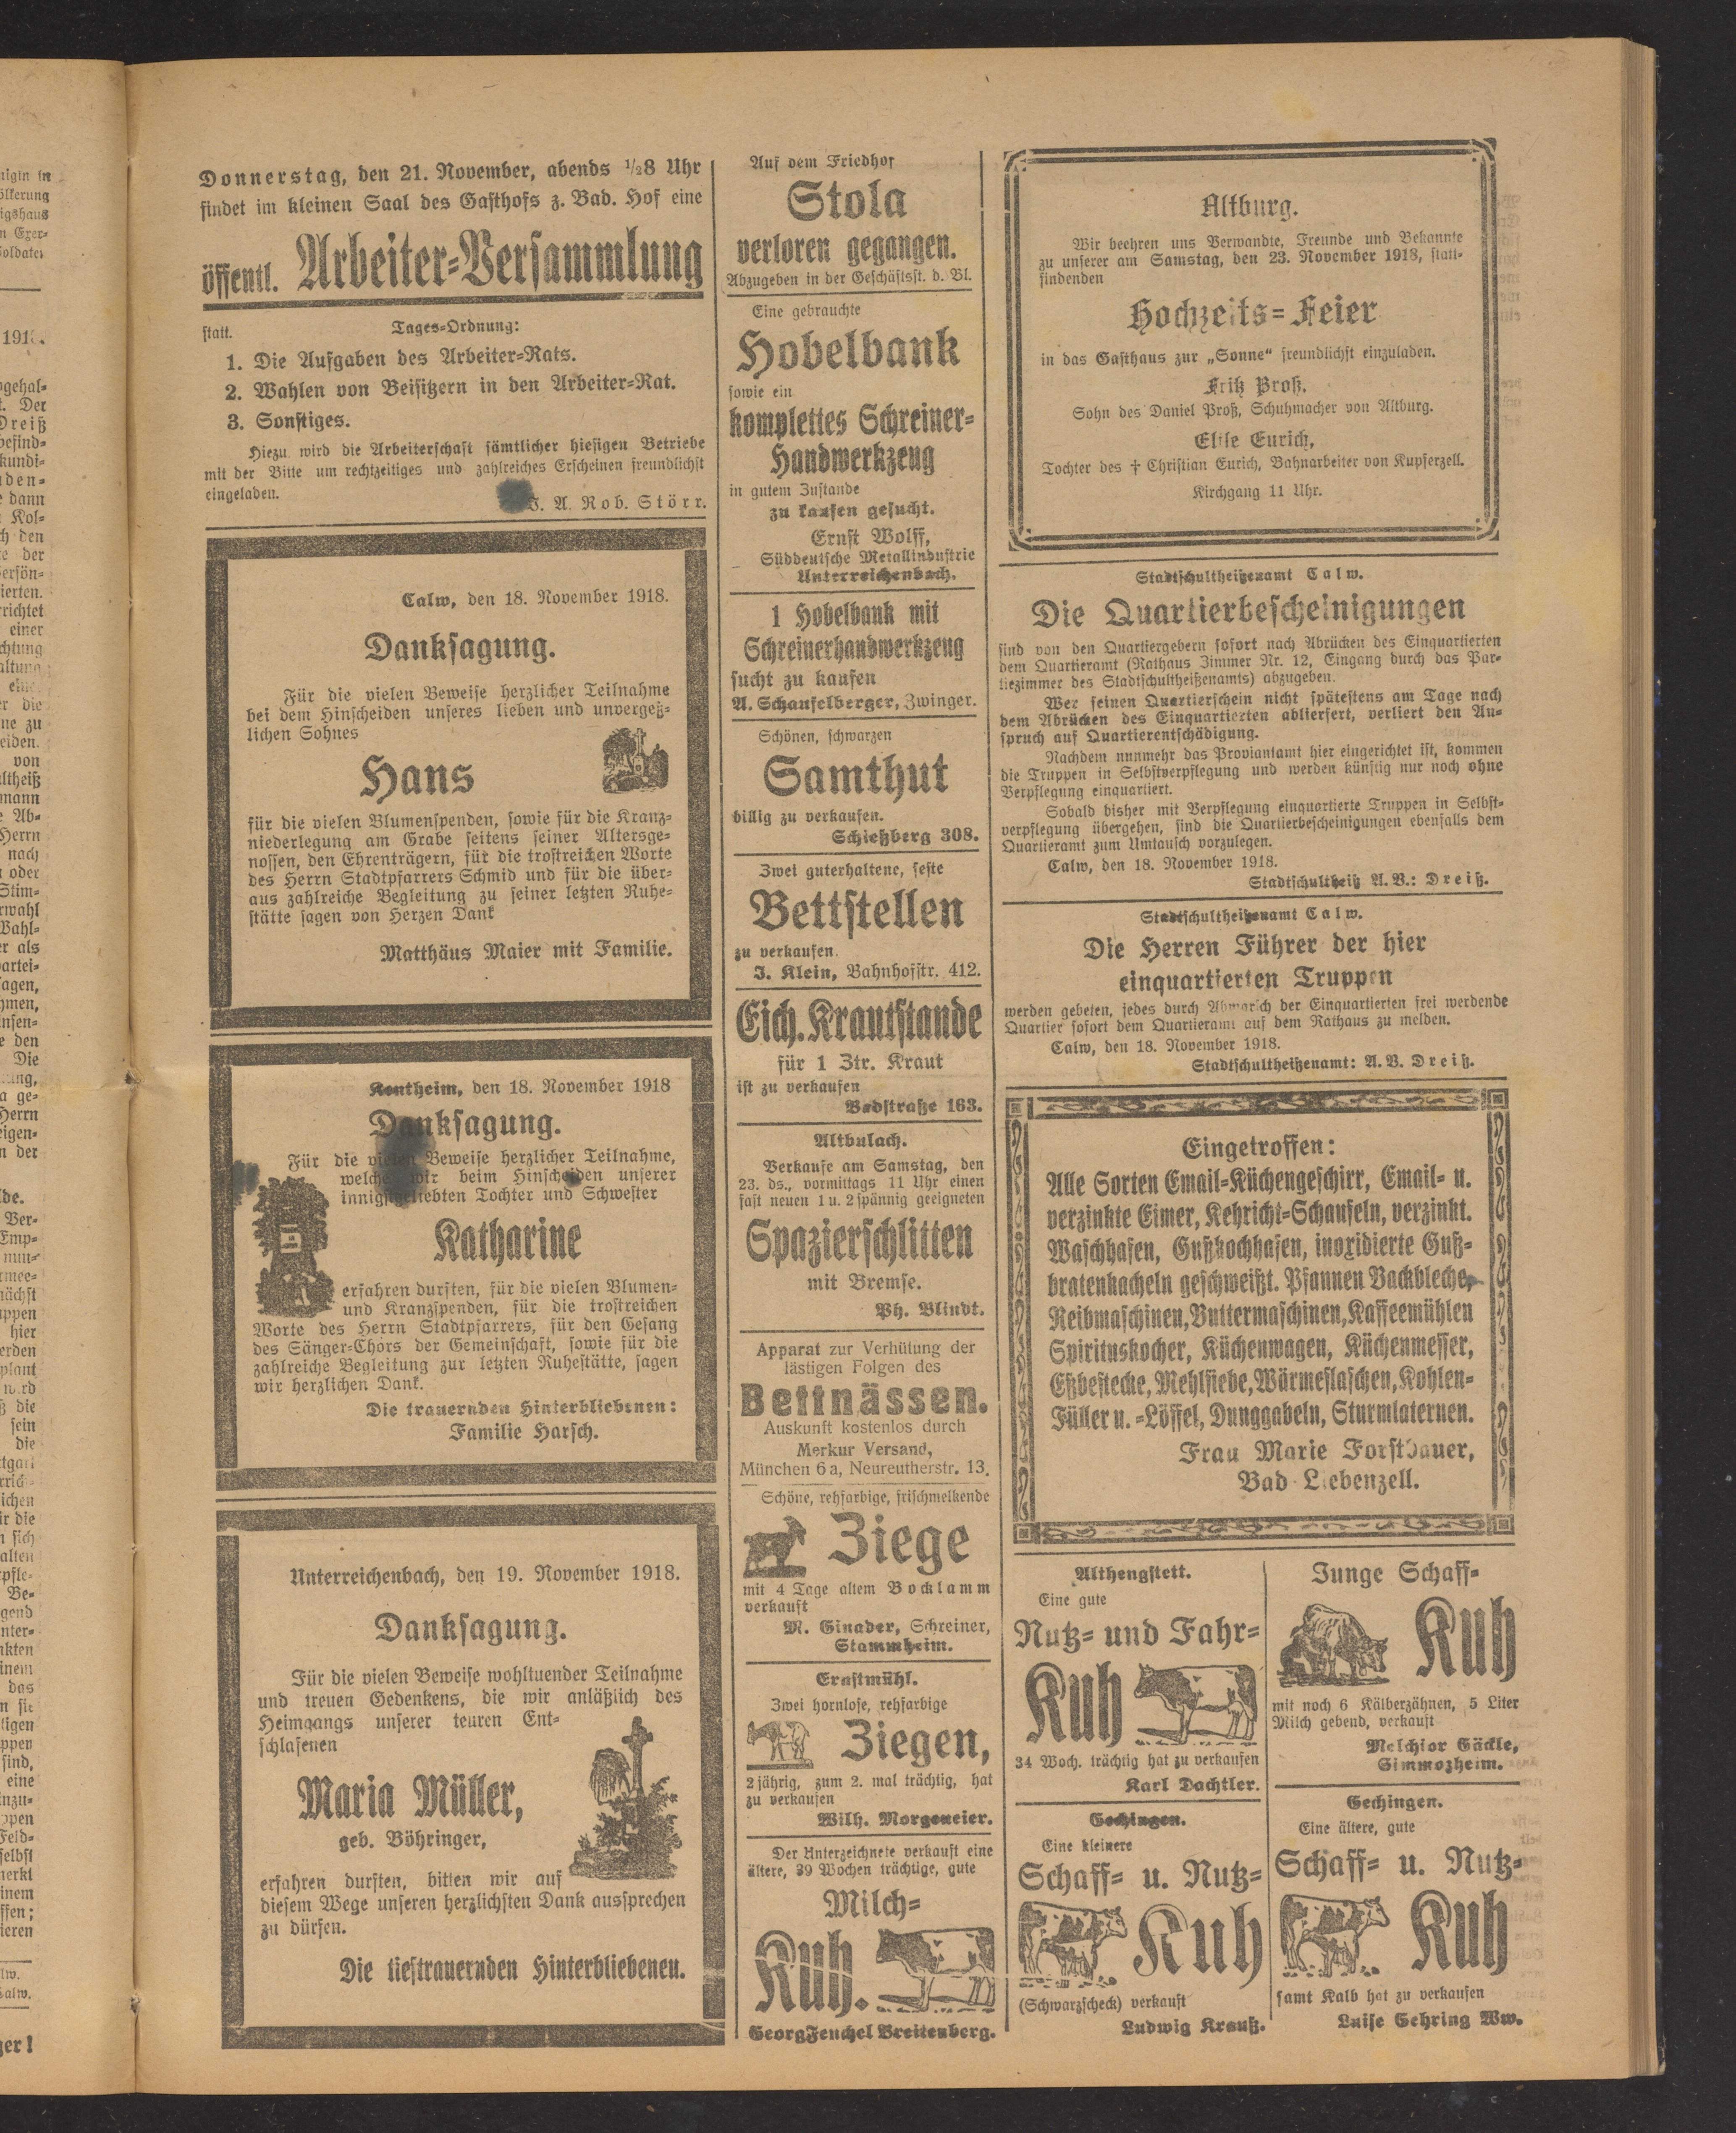 Donnerstag, den 21. November, abends ½8 Uhr
findet im kleinen Saal des Gasthofs z. Bad. Hof eine
öffentl. Arbeiter-Versammlung
statt.
Tages-Ordnung:
1. Die Aufgaben des Arbeiter-Rats.
2. Wahlen von Beisitzern in den Arbeiter-Rat.
3. Sonstiges.
Hiezu wird die Arbeiterschaft sämtlicher hiesigen Betriebe
mit der Bitte um rechtzeitiges und zahlreiches Erscheinen freundlichst
eingeladen.
J. A. Rob. Störr.
Calw, den 18. November 1918.
Danksagung.
Für die vielen Beweise herzlicher Teilnahme
bei dem Hinscheiden unseres lieben und unvergeß-
lichen Sohnes
Hans
für die vielen Blumenspenden, sowie für die Kranz-
niederlegung am Grabe seitens seiner Altersge-
nossen, den Ehrenträgern, für die trostreichen Worte
des Herrn Stadtpfarrers Schmid und für die über-
aus zahlreiche Begleitung zu seiner letzten Ruhe-
stätte sagen von Herzen Dank
Matthäus Maier mit Familie.
Kentheim, den 18. November 1918
Danksagung.
Für die vielen Beweise herzlicher Teilnahme,
welche wir beim Hinscheiden unserer
innigstgeliebten Tochter und Schwester
Katharine
erfahren durften, für die vielen Blumen-
und Kranzspenden, für die trostreichen
Worte des Herrn Stadtpfarrers, für den Gesang
des Sänger-Chors der Gemeinschaft, sowie für die
zahlreiche Begleitung zur letzten Ruhestätte, sagen
wir herzlichen Dank.
Die trauernden Hinterbliebenen:
Familie Harsch.
Unterreichenbach, den 19. November 1918.
Danksagung.
Für die vielen Beweise wohltuender Teilnahme
und treuen Gedenkens, die wir anläßlich des
Heimgangs unserer teuren Ent-
schlafenen
Maria Müller,
geb. Böhringer,
erfahren durften, bitten wir auf
diesem Wege unseren herzlichsten Dank aussprechen
zu dürfen.
Die tieftrauernden Hinterbliebenen.
Auf dem Friedhof
Stola
verloren gegangen.
Abzugeben in der Geschäftsst. d. Bl.
Eine gebrauchte
Hobelbank
sowie ein
komplettes Schreiner-
Handwerkzeug
in gutem Zustande
zu kaufen gesucht.
Ernst Wolff,
Süddeutsche Metallindustrie
Unterreichenbach.
1 Hobelbank mit
Schreinerhandwerkzeug
sucht zu kaufen
A. Schaufelberger, Zwinger.
Schönen, schwarzen
Samthut
billig zu verkaufen.
Schießberg 308.
Zwei guterhaltene, feste
Bettstellen
zu verkaufen.
J. Klein, Bahnhofstr. 412.
Eich. Krautstande
für 1 Ztr. Kraut
ist zu verkaufen
Badstraße 163.
Altbulach.
Verkaufe am Samstag, den
23. ds., vormittags 11 Uhr einen
fast neuen 1 u. 2 spännig geeigneten
Spazierschlitten
mit Bremse.
Ph. Blindt.
Apparat zur Verhütung der
lästigen Folgen des
Bettnässen.
Auskunft kostenlos durch
Merkur Versand,
München 6 a, Neureutherstr. 13.
Schöne, rehfarbige, frischmelkende
Ziege
mit 4 Tage altem Bocklamm
verkauft
M. Ginader, Schreiner,
Stammheim.
Ernstmühl.
Zwei hornlose, rehfarbige
Ziegen,
2 jährig, zum 2. mal trächtig, hat
zu verkaufen
Wilh. Morgeneier.
Der Unterzeichnete verkauft eine
ältere, 39 Wochen trächtige, gute
Milch-
Kuh.
Georg Fenchel Breitenberg.
Altburg.
Wir beehren uns Verwandte, Freunde und Bekannte
zu unserer am Samstag, den 23. November 1918, statt-
findenden
Hochzeits-Feier
in das Gasthaus zur „Sonne“ freundlichst einzuladen.
Fritz Proß,
Sohn des Daniel Proß, Schuhmacher von Altburg.
Elise Eurich,
Tochter des † Christian Eurich, Bahnarbeiter von Kupferzell.
Kirchgang 11 Uhr.
Stadtschultheißenamt Calw.
Die Quartierbescheinigungen
sind von den Quartiergebern sofort nach Abrücken des Einquartierten
dem Quartieramt (Rathaus Zimmer Nr. 12, Eingang durch das Par-
tiezimmer des Stadtschultheißenamts) abzugeben.
Wer seinen Quartierschein nicht spätestens am Tage nach
dem Abrücken des Einquartierten abliefert, verliert den An-
spruch auf Quartierentschädigung.
Nachdem nunmehr das Proviantamt hier eingerichtet ist, kommen
die Truppen in Selbstverpflegung und werden künftig nur noch ohne
Verpflegung einquartiert.
Sobald bisher mit Verpflegung einquartierte Truppen in Selbst-
verpflegung übergehen, sind die Quartierbescheinigungen ebenfalls dem
Quartieramt zum Umtausch vorzulegen.
Calw, den 18. November 1918.
Stadtschultheiß A. V.: Dreiß.
Stadtschultheißenamt Calw.
Die Herren Führer der hier
einquartierten Truppen
werden gebeten, jedes durch Abmarsch der Einquartierten frei werdende
Quartier sofort dem Quartieramt auf dem Rathaus zu melden.
Calw, den 18. November 1918.
Stadtschultheißenamt: A. V. Dreiß.
Eingetroffen:
Alle Sorten Email-Küchengeschirr, Email- u.
verzinkte Eimer, Kehricht-Schaufeln, verzinkt.
Waschhafen, Gußkochhafen, inoxidierte Guß-
bratenkacheln geschweißt. Pfannen Backbleche,
Reibmaschinen, Buttermaschinen, Kaffeemühlen
Spirituskocher, Küchenwagen, Küchenmesser,
Eßbestecke, Mehlsiebe, Wärmeflaschen, Kohlen-
Füller u. -Löffel, Dunggabeln, Sturmlaternen.
Frau Marie Forstbauer,
Bad Liebenzell.
Althengstett.
Eine gute
Nutz- und Fahr-
Kuh
34 Woch. trächtig hat zu verkaufen
Karl Dachtler.
Gechingen.
Eine kleinere
Schaff- u. Nutz-
Kuh
(Schwarzscheck) verkauft
Ludwig Krauß.
Junge Schaff-
Kuh
mit noch 6 Kälberzähnen, 5 Liter
Milch gebend, verkauft
Melchior Gäckle,
Simmozheim.
Gechingen.
Eine ältere, gute
Schaff- u. Nutz-
Kuh
samt Kalb hat zu verkaufen
Luise Gehring Ww.